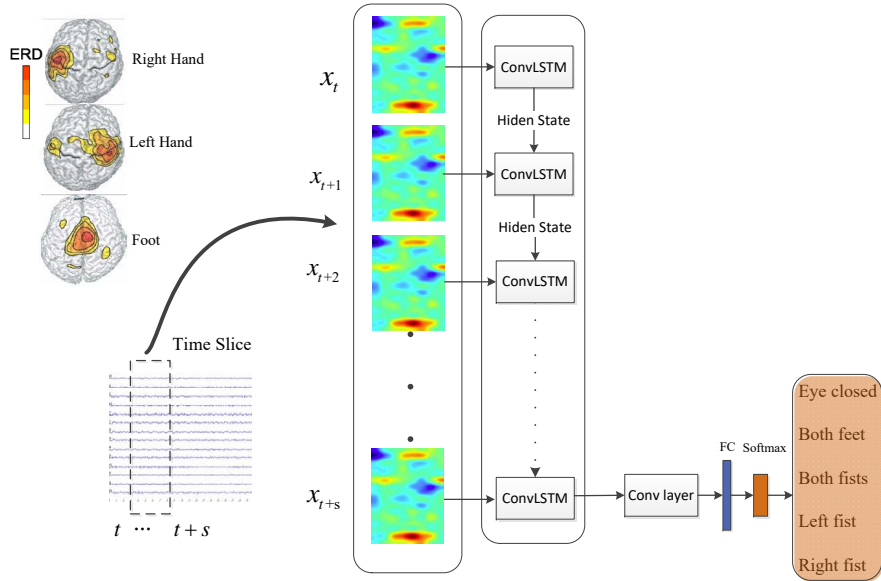 ERD
Right Hand
Left Hand
Foot
Time Slice
t ... t + s
x_t
x_{t+1}
x_{t+2}
x_{t+s}
ConvLSTM
Hiden State
ConvLSTM
Hiden State
ConvLSTM
ConvLSTM
Conv layer
FC
Softmax
Eye closed
Both feet
Both fists
Left fist
Right fist